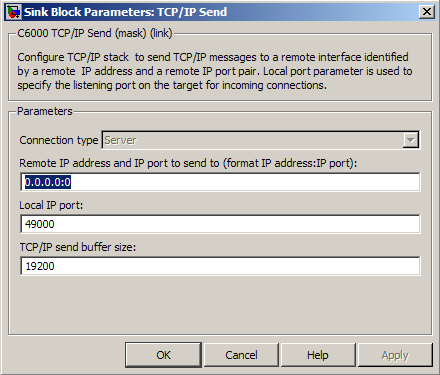 Sink Block Parameters: TCP/IP Send
C6000 TCP/IP Send (mask) (link)
Configure TCP/IP stack to send TCP/IP messages to a remote interface identified
by a remote IP address and a remote IP port pair. Local port parameter is used to
specify the listening port on the target for incoming connections.
Parameters
Connection type Server
Remote IP address and IP port to send to (format IP address:IP port):
0.0.0.0:0
Local IP port:
49000
TCP/IP send buffer size:
19200
OK Cancel Help Apply